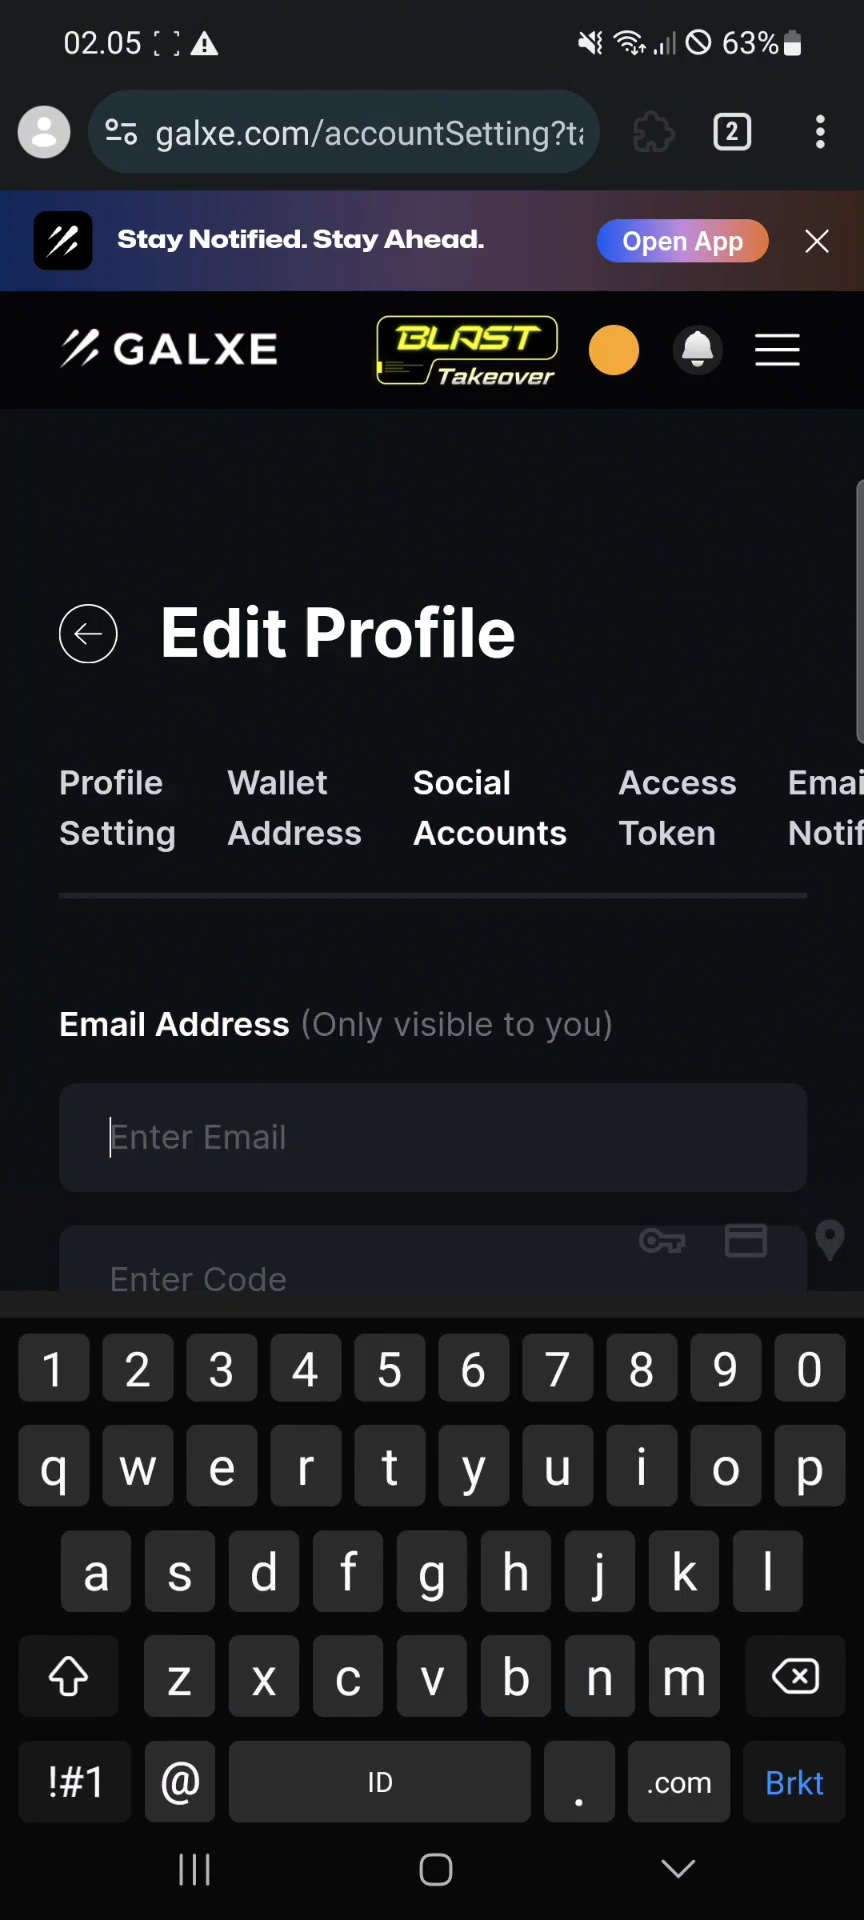 02.05 63%
galxe.com/accountSetting?ta
2
Stay Notified. Stay Ahead. Open App
GALXE BLAST Takeover
Edit Profile
Profile Setting
Wallet Address
Social Accounts
Access Token
Emai
Notif
Email Address (Only visible to you)
Enter Email
Enter Code
1 2 3 4 5 6 7 8 9 0
q w e r t y u i o p
a s d f g h j k l
z x c v b n m
!#1 @ ID . .com Brkt